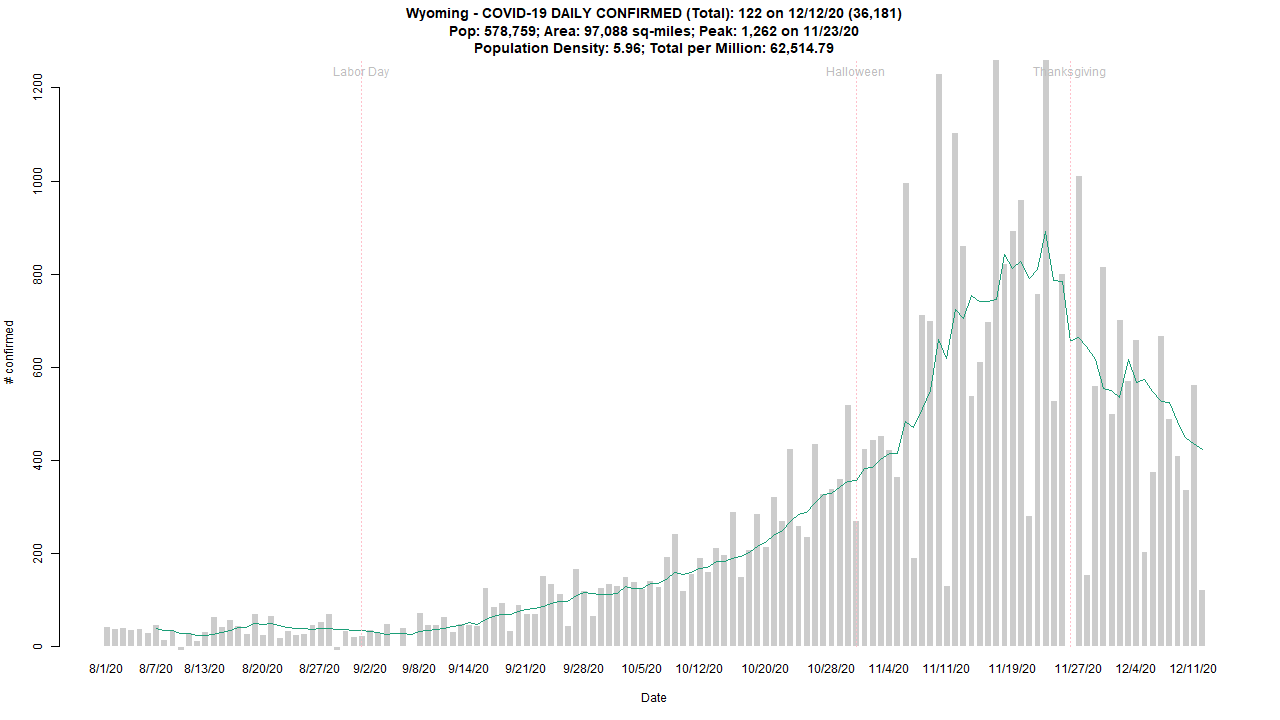 Wyoming - COVID-19 DAILY CONFIRMED (Total): 122 on 12/12/20 (36,181)
Pop: 578,759; Area: 97,088 sq-miles; Peak: 1,262 on 11/23/20
Population Density: 5.96; Total per Million: 62,514.79
Labor Day Halloween Thanksgiving
1200
1000
800
600
400
200
0
# confirmed
8/1/20 8/7/20 8/13/20 8/20/20 8/27/20 9/2/20 9/8/20 9/14/20 9/21/20 9/28/20 10/5/20 10/12/20 10/20/20 10/28/20 11/4/20 11/11/20 11/19/20 11/27/20 12/4/20 12/11/20
Date